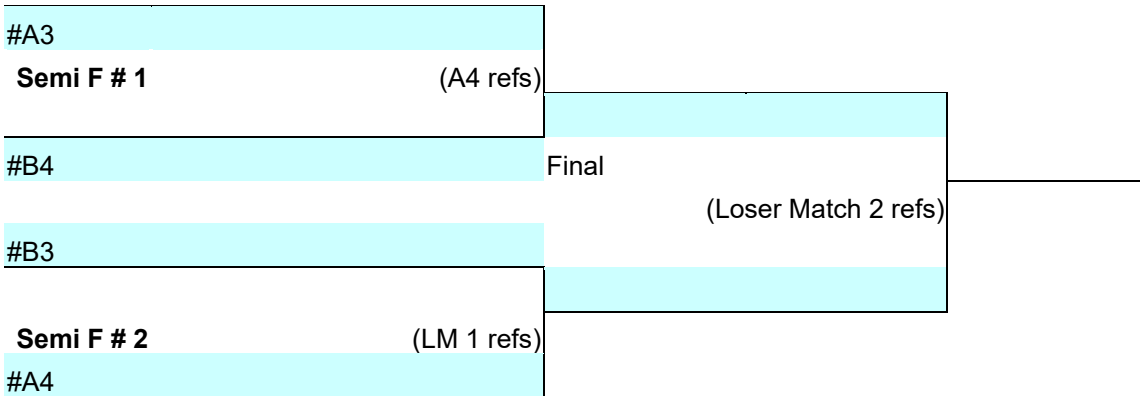 #A3
Semi F # 1 (A4 refs)
#B4 Final
(Loser Match 2 refs)
#B3
Semi F # 2 (LM 1 refs)
#A4